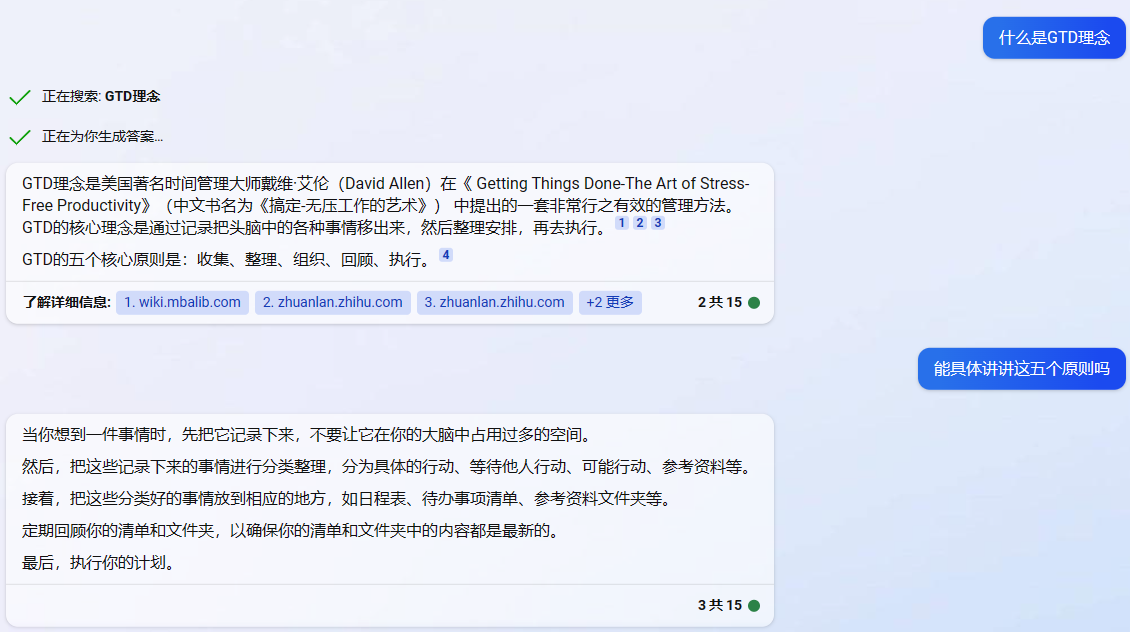 什么是GTD理念
正在搜索: GTD理念
正在为你生成答案...
GTD理念是美国著名时间管理大师戴维·艾伦（David Allen）在《 Getting Things Done-The Art of Stress-
Free Productivity》（中文书名为《搞定-无压工作的艺术》） 中提出的一套非常行之有效的管理方法。
GTD的核心理念是通过记录把头脑中的各种事情移出来，然后整理安排，再去执行。 1 2 3
GTD的五个核心原则是：收集、整理、组织、回顾、执行。 4
了解详细信息: 1. wiki.mbalib.com 2. zhuanlan.zhihu.com 3. zhuanlan.zhihu.com +2 更多 2 共 15
能具体讲讲这五个原则吗
当你想到一件事情时，先把它记录下来，不要让它在你的大脑中占用过多的空间。
然后，把这些记录下来的事情进行分类整理，分为具体的行动、等待他人行动、可能行动、参考资料等。
接着，把这些分类好的事情放到相应的地方，如日程表、待办事项清单、参考资料文件夹等。
定期回顾你的清单和文件夹，以确保你的清单和文件夹中的内容都是最新的。
最后，执行你的计划。
3 共 15